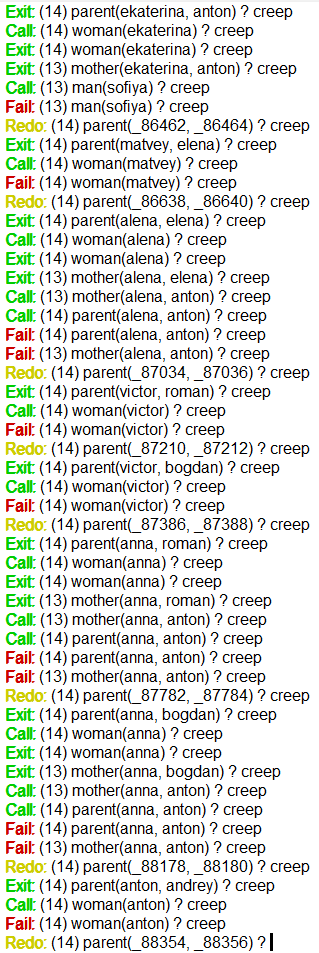 Exit: (14) parent(ekaterina, anton) ? creep
Call: (14) woman(ekaterina) ? creep
Exit: (14) woman(ekaterina) ? creep
Exit: (13) mother(ekaterina, anton) ? creep
Call: (13) man(sofiya) ? creep
Fail: (13) man(sofiya) ? creep
Redo: (14) parent(_86462, _86464) ? creep
Exit: (14) parent(matvey, elena) ? creep
Call: (14) woman(matvey) ? creep
Fail: (14) woman(matvey) ? creep
Redo: (14) parent(_86638, _86640) ? creep
Exit: (14) parent(alena, elena) ? creep
Call: (14) woman(alena) ? creep
Exit: (14) woman(alena) ? creep
Exit: (13) mother(alena, elena) ? creep
Call: (13) mother(alena, anton) ? creep
Call: (14) parent(alena, anton) ? creep
Fail: (14) parent(alena, anton) ? creep
Fail: (13) mother(alena, anton) ? creep
Redo: (14) parent(_87034, _87036) ? creep
Exit: (14) parent(victor, roman) ? creep
Call: (14) woman(victor) ? creep
Fail: (14) woman(victor) ? creep
Redo: (14) parent(_87210, _87212) ? creep
Exit: (14) parent(victor, bogdan) ? creep
Call: (14) woman(victor) ? creep
Fail: (14) woman(victor) ? creep
Redo: (14) parent(_87386, _87388) ? creep
Exit: (14) parent(anna, roman) ? creep
Call: (14) woman(anna) ? creep
Exit: (14) woman(anna) ? creep
Exit: (13) mother(anna, roman) ? creep
Call: (13) mother(anna, anton) ? creep
Call: (14) parent(anna, anton) ? creep
Fail: (14) parent(anna, anton) ? creep
Fail: (13) mother(anna, anton) ? creep
Redo: (14) parent(_87782, _87784) ? creep
Exit: (14) parent(anna, bogdan) ? creep
Call: (14) woman(anna) ? creep
Exit: (14) woman(anna) ? creep
Exit: (13) mother(anna, bogdan) ? creep
Call: (13) mother(anna, anton) ? creep
Call: (14) parent(anna, anton) ? creep
Fail: (14) parent(anna, anton) ? creep
Fail: (13) mother(anna, anton) ? creep
Redo: (14) parent(_88178, _88180) ? creep
Exit: (14) parent(anton, andrey) ? creep
Call: (14) woman(anton) ? creep
Fail: (14) woman(anton) ? creep
Redo: (14) parent(_88354, _88356) ?